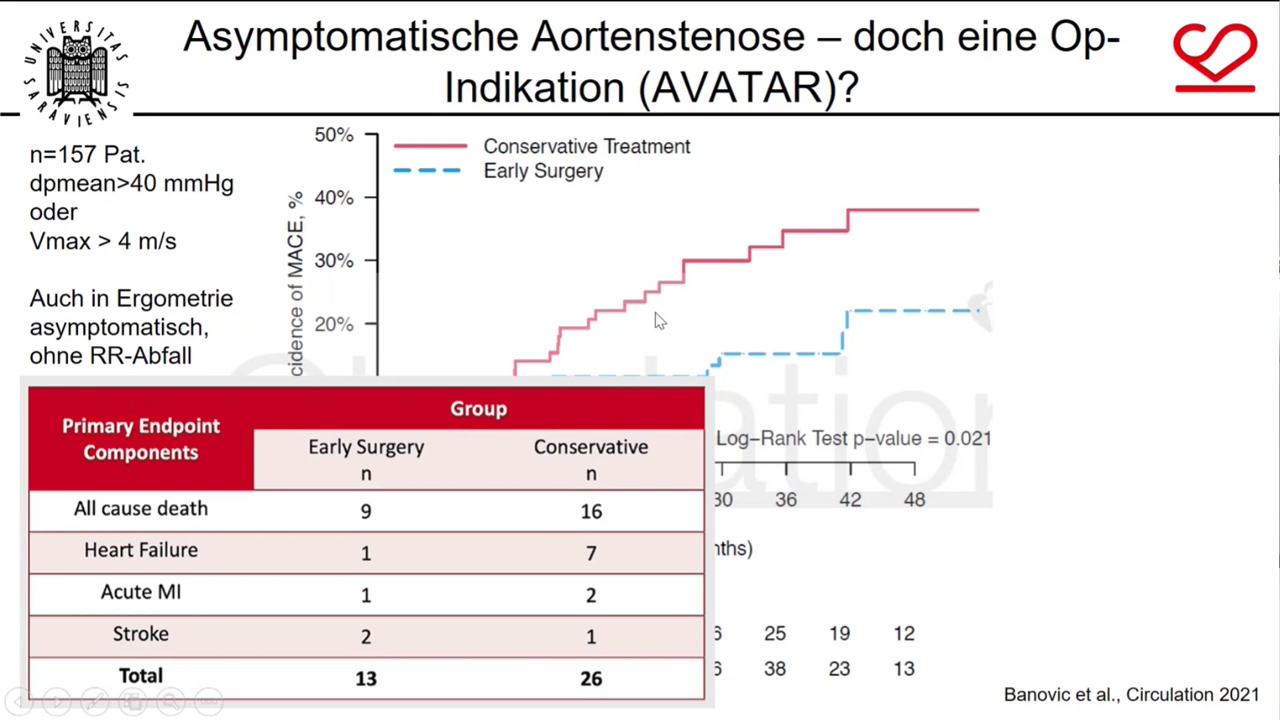 Asymptomatische Aortenstenose – doch eine Op-
Indikation (AVATAR)?
UNIVERSITAS
SARAVIENSIS
n=157 Pat.
dpmean>40 mmHg
oder
Vmax > 4 m/s
Auch in Ergometrie
asymptomatisch,
ohne RR-Abfall
50%
40%
30%
20%
cidence of MACE, %
Conservative Treatment
Early Surgery
Log–Rank Test p–value = 0.021
30 36 42 48
nths)
6 25 19 12
6 38 23 13
Primary Endpoint
Components
Group
Early Surgery
n
Conservative
n
All cause death 9 16
Heart Failure 1 7
Acute MI 1 2
Stroke 2 1
Total 13 26
Banovic et al., Circulation 2021